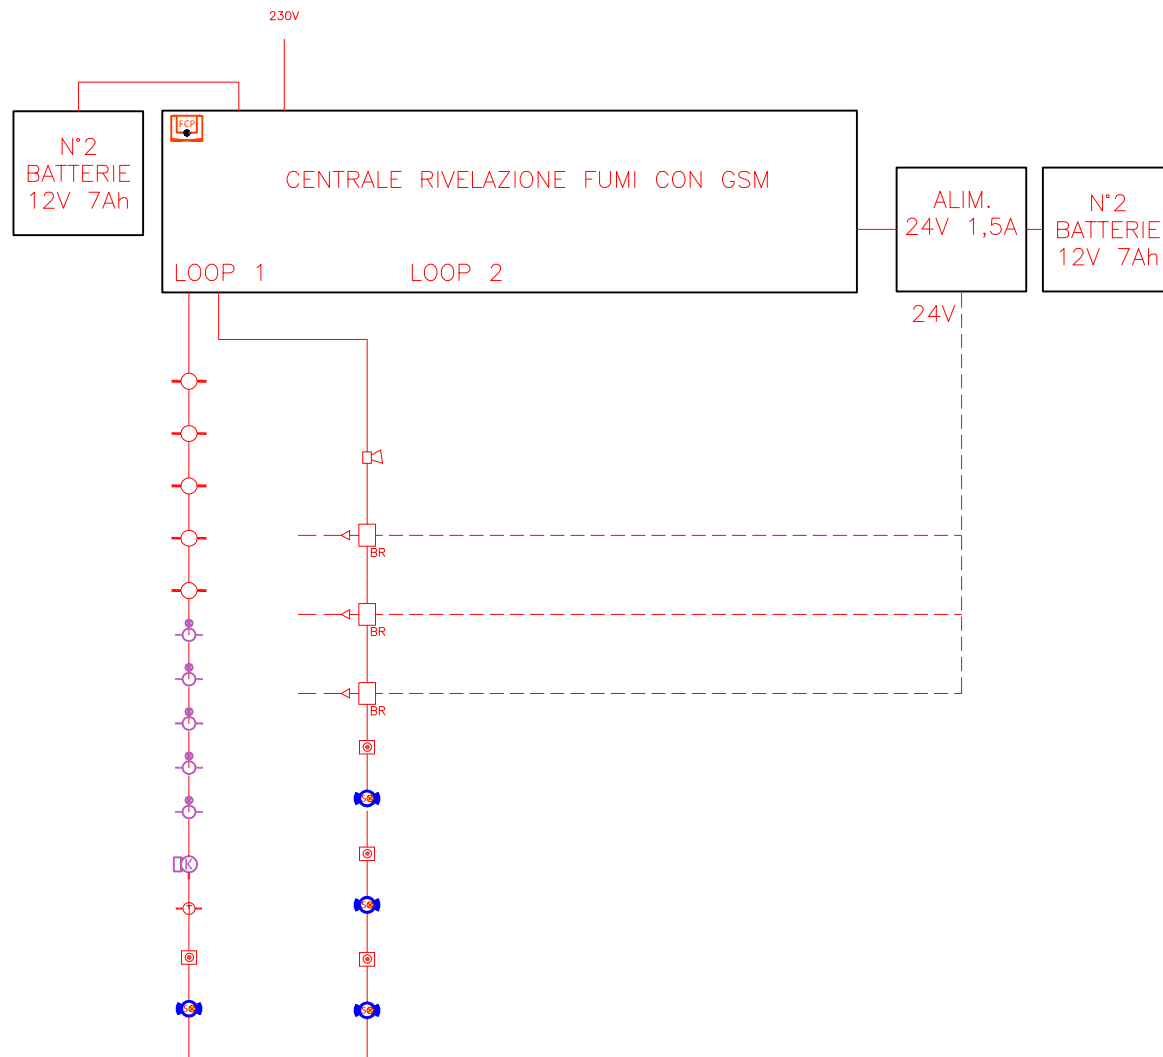 230V
N°2
BATTERIE
12V 7Ah
FCP
CENTRALE RIVELAZIONE FUMI CON GSM
LOOP 1
LOOP 2
ALIM.
24V 1,5A
N°2
BATTERIE
12V 7Ah
24V
BR
BR
BR
K
T